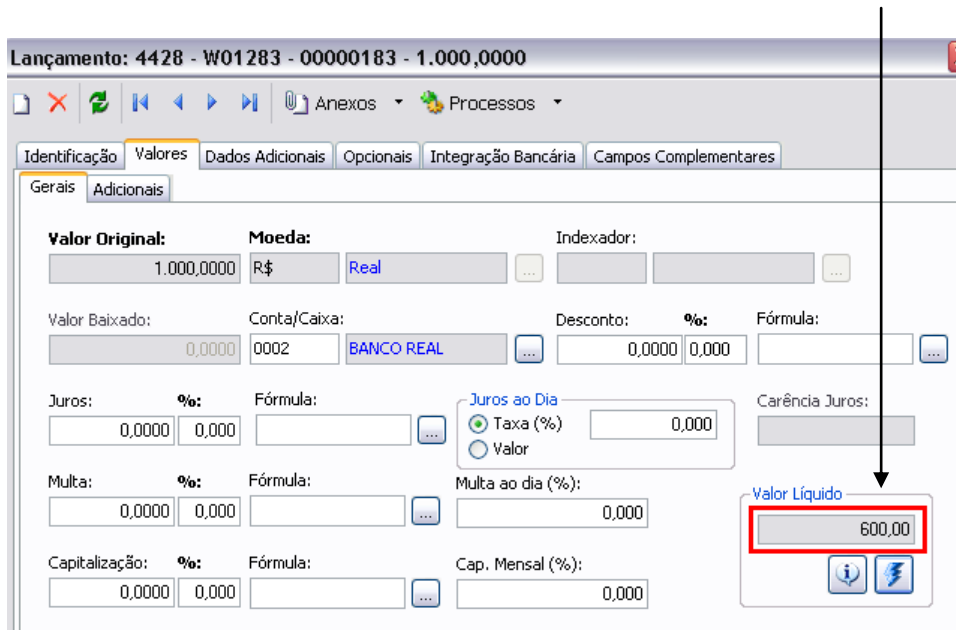 Lançamento: 4428 - W01283 - 00000183 - 1.000,0000
Anexos Processos
Identificação Valores Dados Adicionais Opcionais Integração Bancária Campos Complementares
Gerais Adicionais
Valor Original: Moeda: Indexador:
1.000,0000 R$ Real ... ...
Valor Baixado: Conta/Caixa: Desconto: %: Fórmula:
0,0000 0002 BANCO REAL ... 0,0000 0,000 ...
Juros: %: Fórmula: Juros ao Dia Carência Juros:
0,0000 0,000 ... Taxa (%) 0,000
Valor
Multa: %: Fórmula: Multa ao dia (%): Valor Líquido
0,0000 0,000 ... 0,000 600,00
Capitalização: %: Fórmula: Cap. Mensal (%):
0,0000 0,000 ... 0,000